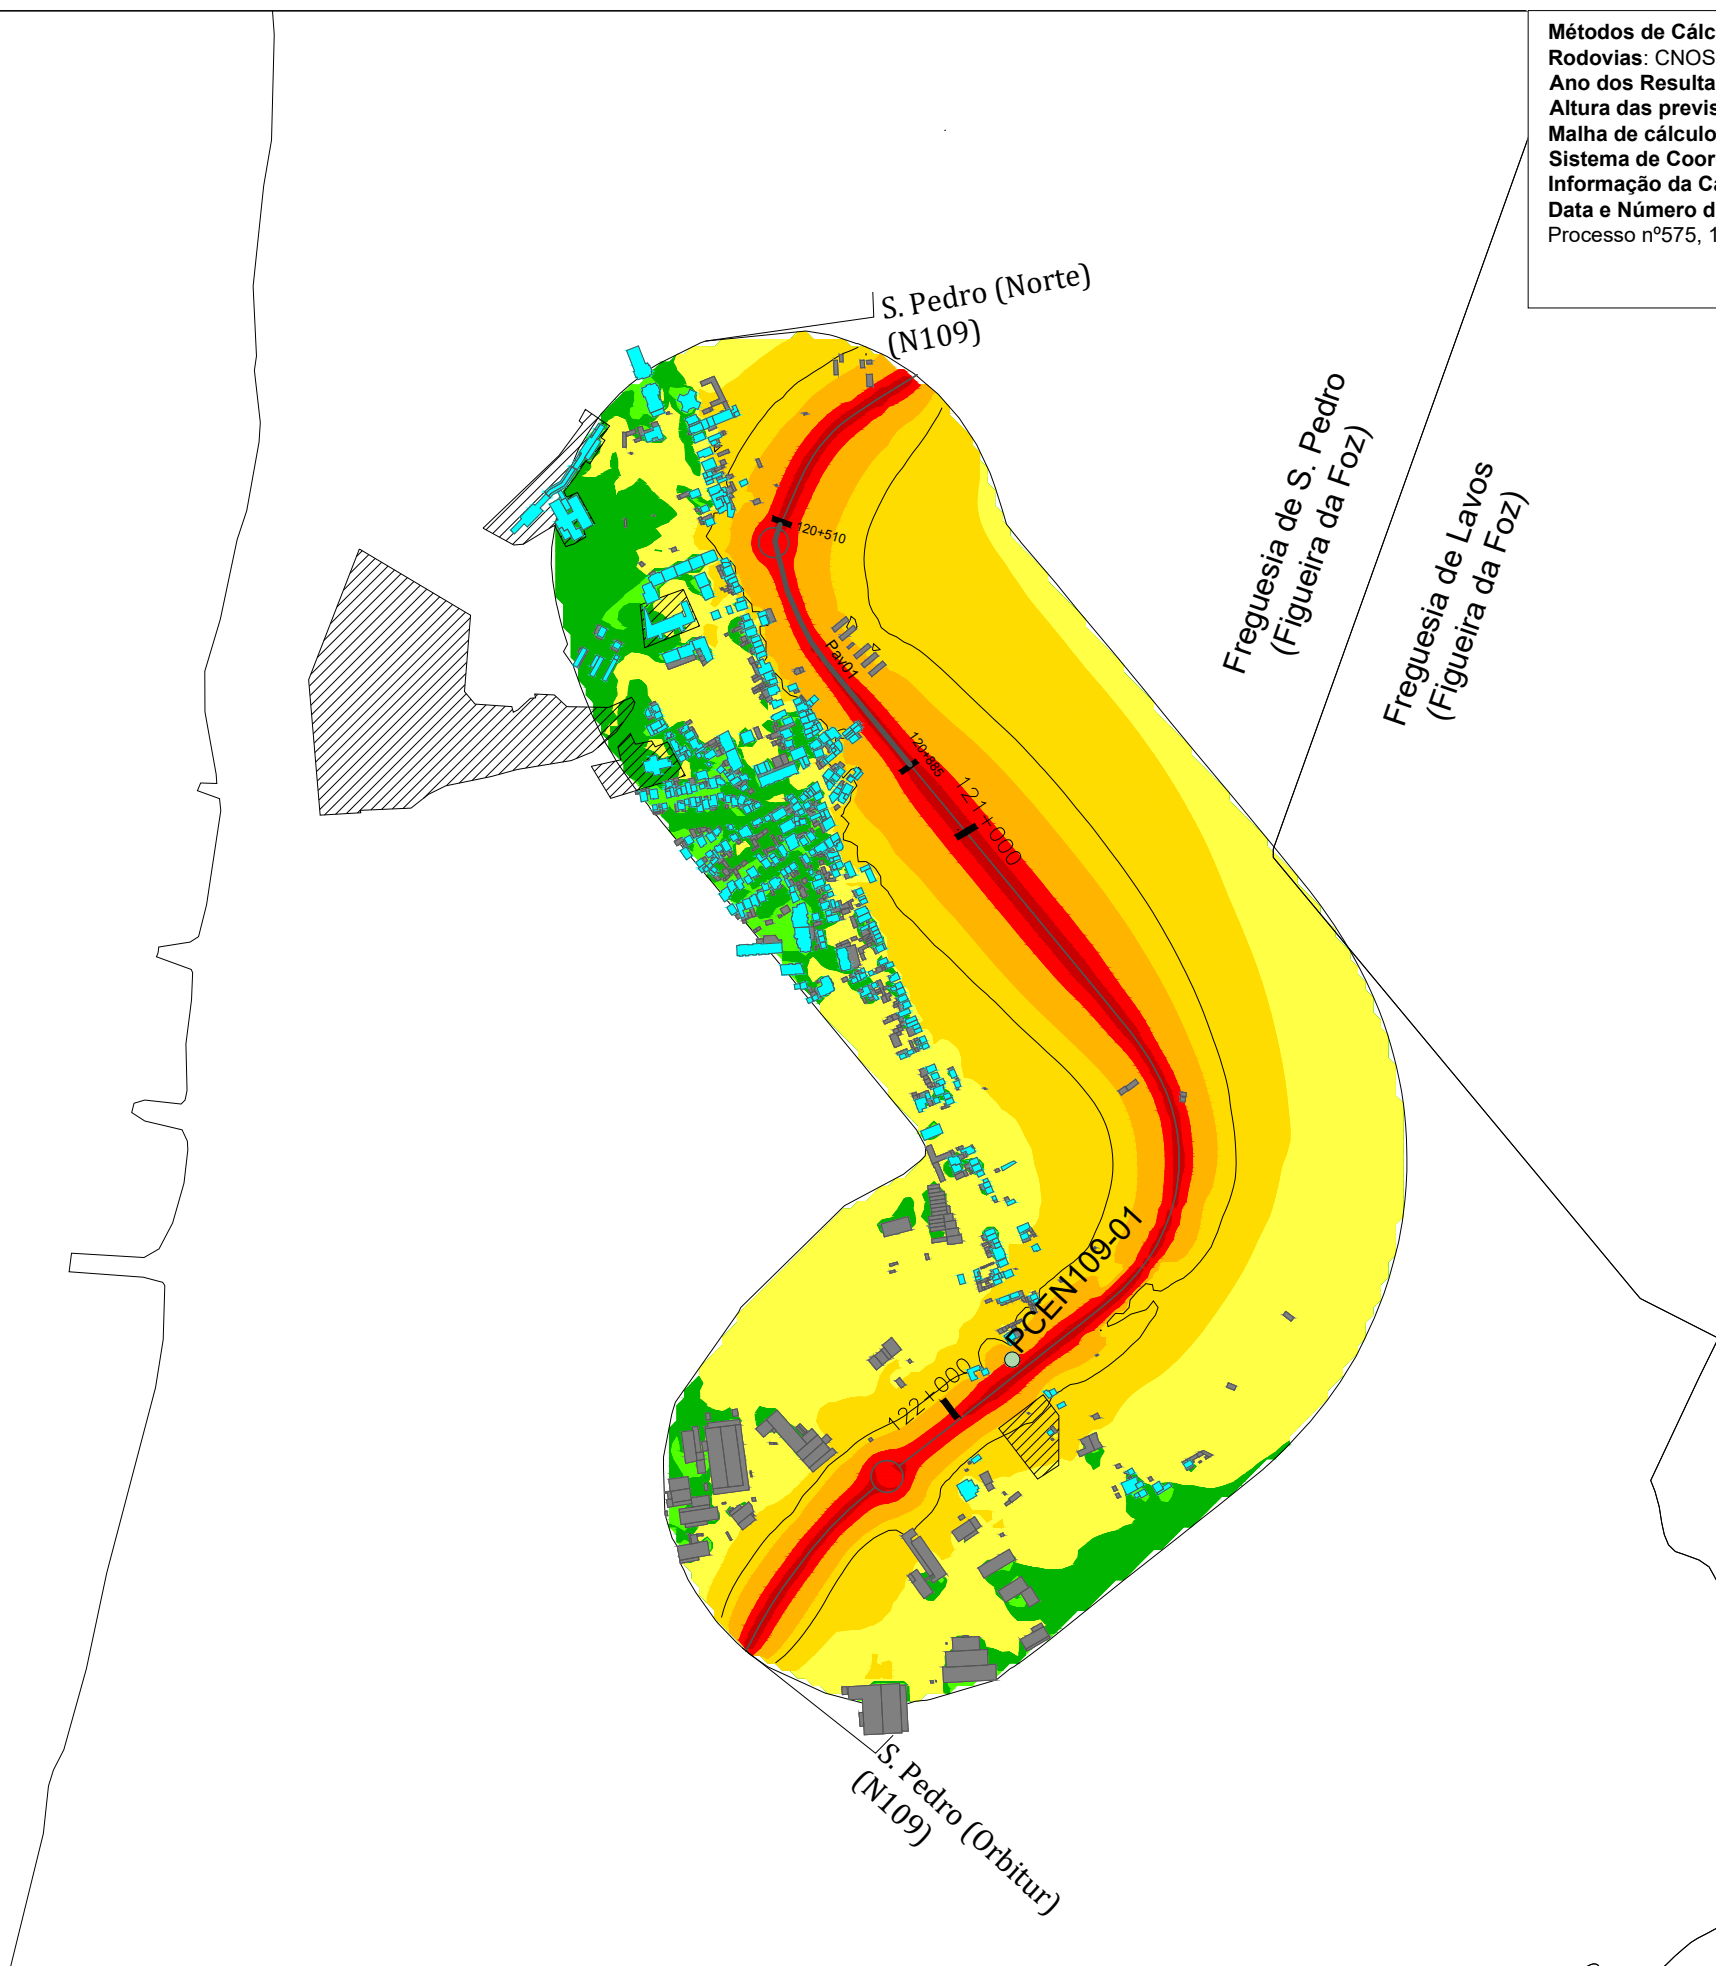 Métodos de Cálc
Rodovias: CNOS
Ano dos Resulta
Altura das previs
Malha de cálculo
Sistema de Coor
Informação da Ca
Data e Número d
Processo nº575, 1
S. Pedro (Norte)
(N109)
Freguesia de S. Pedro
(Figueira da Foz)
Freguesia de Lavos
(Figueira da Foz)
120+510
Pav01
120+885
121+000
PCEN109-01
122+000
S. Pedro (Orbitur)
(N109)